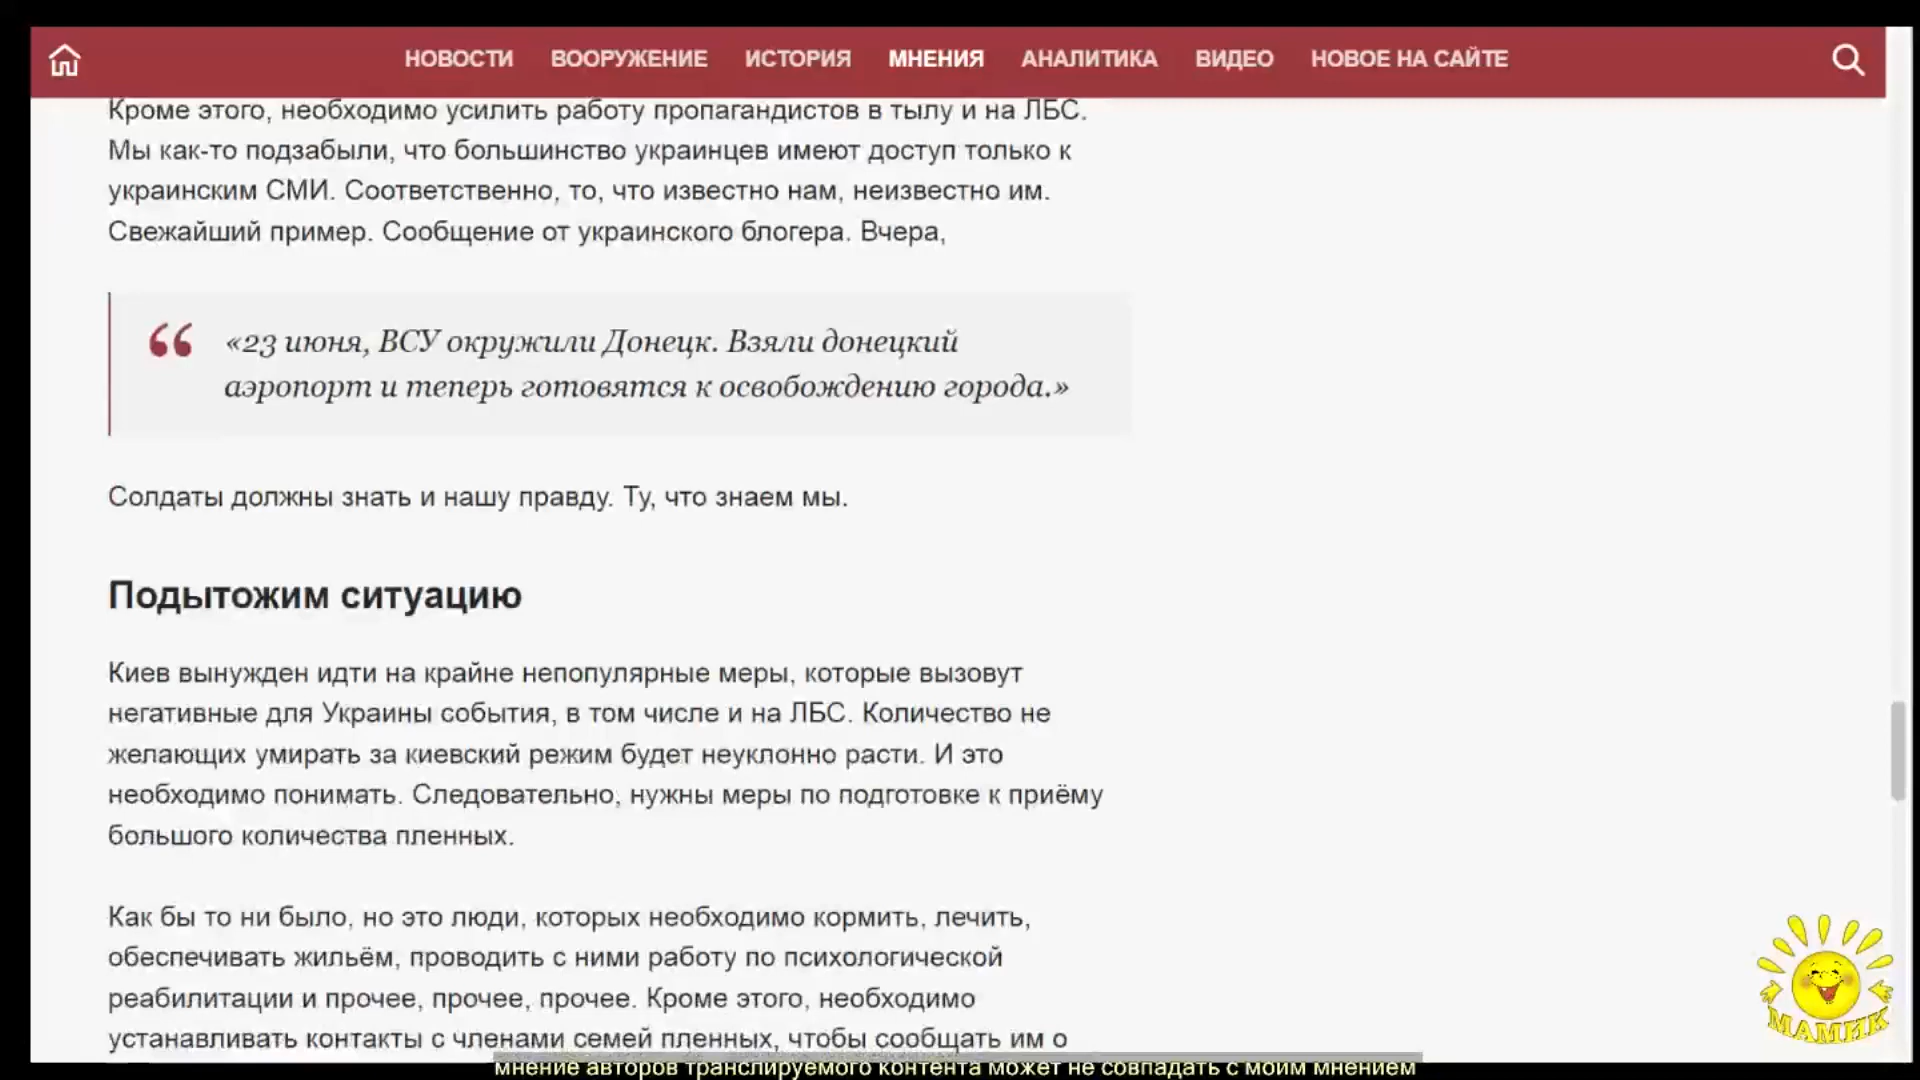 НОВОСТИ ВООРУЖЕНИЕ ИСТОРИЯ МНЕНИЯ АНАЛИТИКА ВИДЕО НОВОЕ НА САЙТЕ
Кроме этого, необходимо усилить работу пропагандистов в тылу и на ЛБС.
Мы как-то подзабыли, что большинство украинцев имеют доступ только к
украинским СМИ. Соответственно, то, что известно нам, неизвестно им.
Свежайший пример. Сообщение от украинского блогера. Вчера,
«23 июня, ВСУ окружили Донецк. Взяли донецкий
аэропорт и теперь готовятся к освобождению города.»
Солдаты должны знать и нашу правду. Ту, что знаем мы.
Подытожим ситуацию
Киев вынужден идти на крайне непопулярные меры, которые вызовут
негативные для Украины события, в том числе и на ЛБС. Количество не
желающих умирать за киевский режим будет неуклонно расти. И это
необходимо понимать. Следовательно, нужны меры по подготовке к приёму
большого количества пленных.
Как бы то ни было, но это люди, которых необходимо кормить, лечить,
обеспечивать жильём, проводить с ними работу по психологической
реабилитации и прочее, прочее, прочее. Кроме этого, необходимо
устанавливать контакты с членами семей пленных, чтобы сообщать им о
МАМИК
мнение авторов транслируемого контента может не совпадать с моим мнением